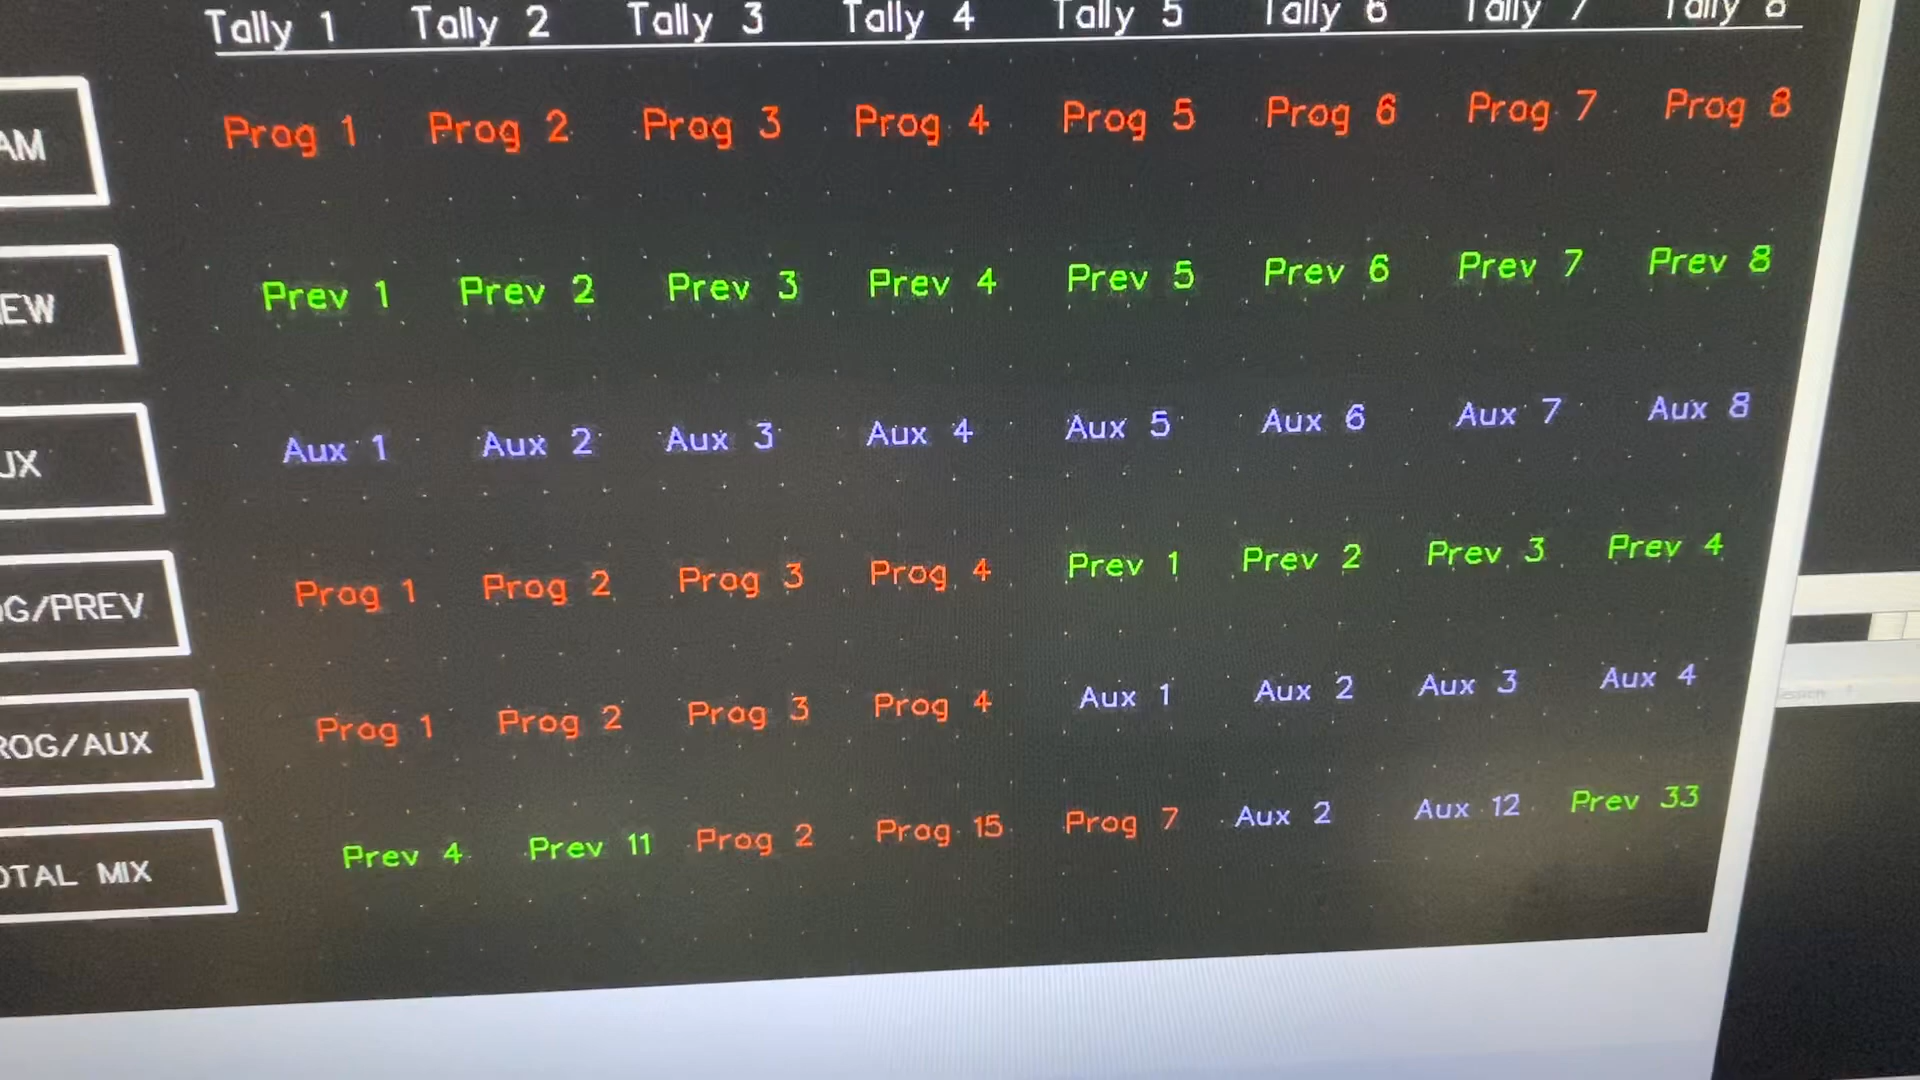 Tally 1 Tally 2 Tally 3 Tally 4 Tally 5 Tally 6 Tally 7 Tally 8
AM Prog 1 Prog 2 Prog 3 Prog 4 Prog 5 Prog 6 Prog 7 Prog 8
EW Prev 1 Prev 2 Prev 3 Prev 4 Prev 5 Prev 6 Prev 7 Prev 8
UX Aux 1 Aux 2 Aux 3 Aux 4 Aux 5 Aux 6 Aux 7 Aux 8
OG/PREV Prog 1 Prog 2 Prog 3 Prog 4 Prev 1 Prev 2 Prev 3 Prev 4
ROG/AUX Prog 1 Prog 2 Prog 3 Prog 4 Aux 1 Aux 2 Aux 3 Aux 4
OTAL MIX Prev 4 Prev 11 Prog 2 Prog 15 Prog 7 Aux 2 Aux 12 Prev 33